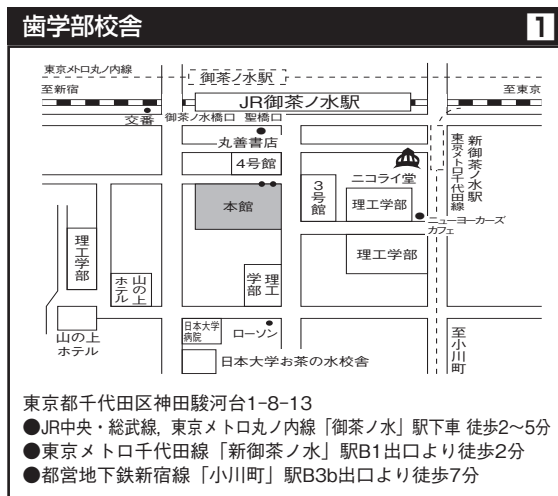 歯学部校舎
1
東京メトロ丸ノ内線
御茶ノ水駅
至新宿
JR御茶ノ水駅
至東京
交番
御茶ノ水橋口
聖橋口
丸善書店
4号館
本館
3号館
ニコライ堂
理工学部
ニューヨーカーズ
カフェ
新御茶ノ水駅
東京メトロ千代田線
理工学部
理工学部
山の上
ホテル
理工
学部
山の上
ホテル
日本大学
病院
ローソン
日本大学お茶の水校舎
至小川町
東京都千代田区神田駿河台1-8-13
●JR中央・総武線, 東京メトロ丸ノ内線「御茶ノ水」駅下車 徒歩2〜5分
●東京メトロ千代田線「新御茶ノ水」駅B1出口より徒歩2分
●都営地下鉄新宿線「小川町」駅B3b出口より徒歩7分